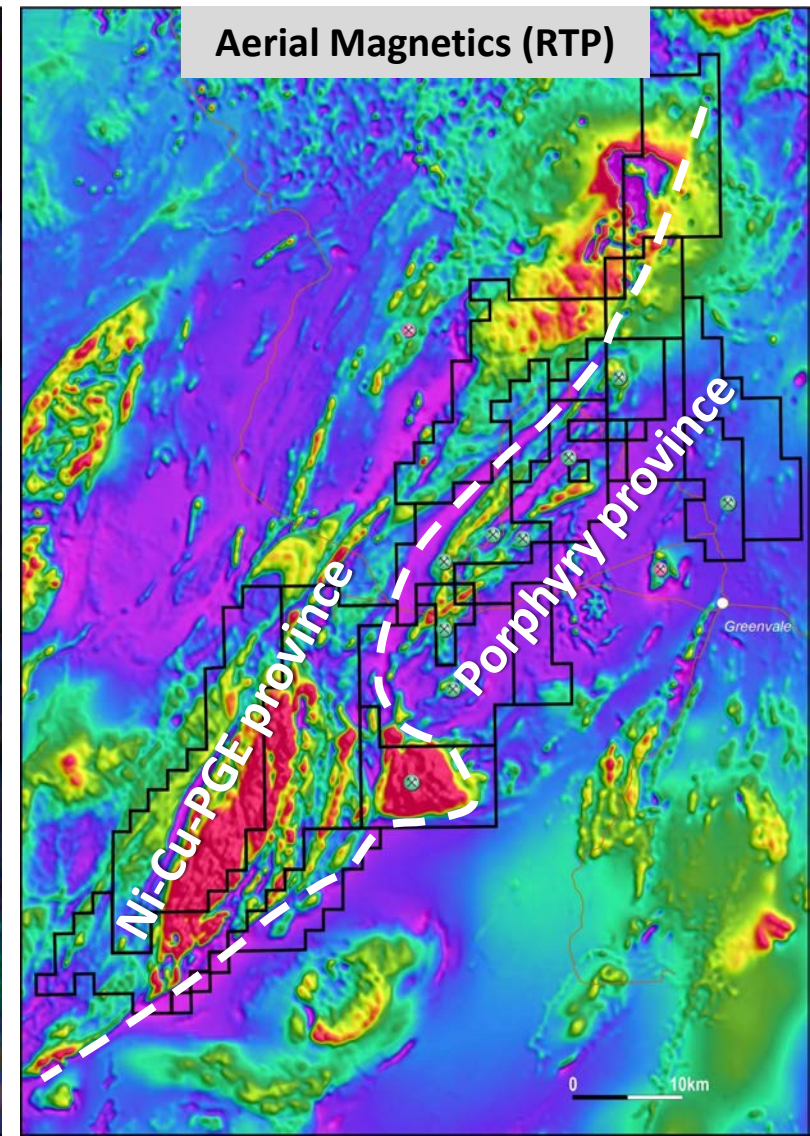 Aerial Magnetics (RTP)
Porphyry province
Greenvale
Ni-Cu-PGE province
0 10km